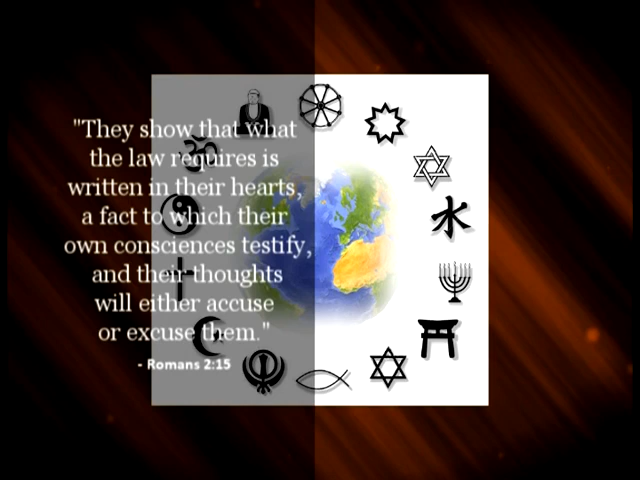 "They show that what
the law requires is
written in their hearts,
a fact to which their
own consciences testify,
and their thoughts
will either accuse
or excuse them."
- Romans 2:15
ॐ
水